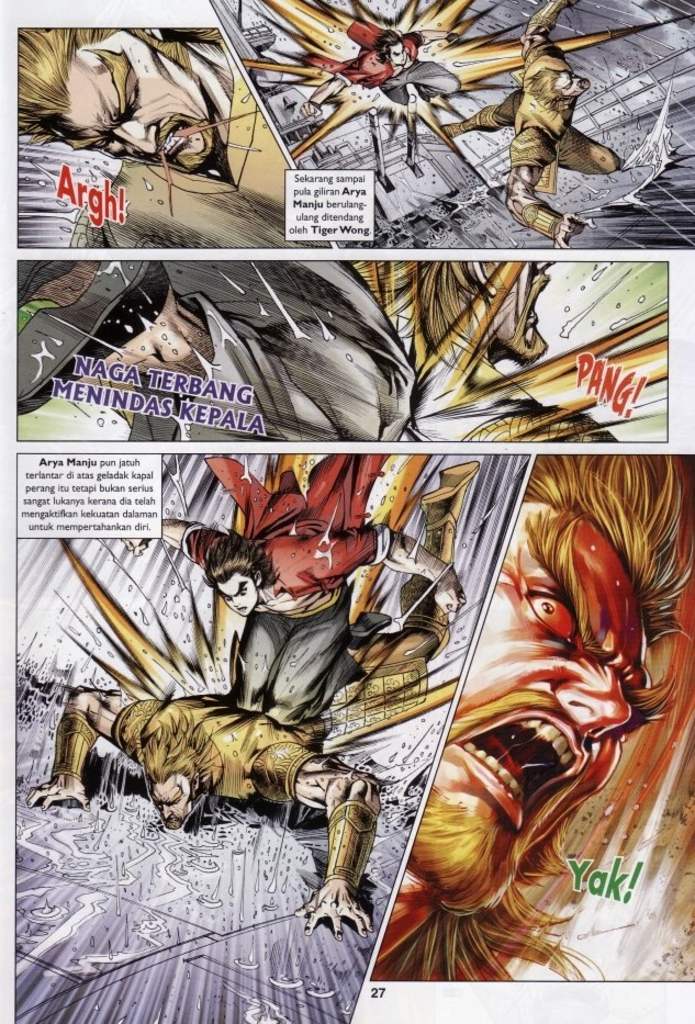 Argh!
Sekarang sampai
pula giliran Arya
Manju berulang-
ulang ditendang
oleh Tiger Wong.
NAGA TERBANG
MENINDAS KEPALA
PANG!
Arya Manju pun jatuh
terlantar di atas geladak kapal
perang itu tetapi bukan serius
sangat lukanya kerana dia telah
mengaktifkan kekuatan dalaman
untuk mempertahankan diri.
Yak!
27